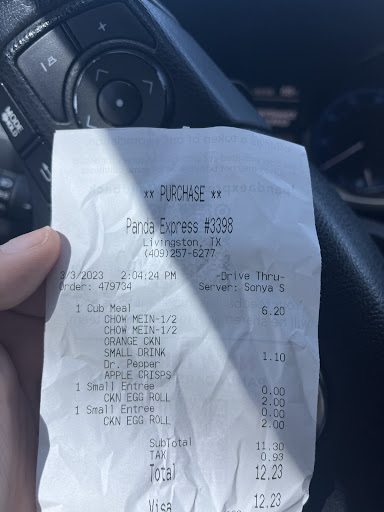 ** PURCHASE **
Panda Express #3398
Livingston, TX
(409)257-6277
3/3/2023 2:04:24 PM -Drive Thru-
Order: 479734 Server: Sonya S
1 Cub Meal 6.20
CHOW MEIN-1/2
CHOW MEIN-1/2
ORANGE CKN
SMALL DRINK 1.10
Dr. Pepper
APPLE CRISPS
1 Small Entree 0.00
CKN EGG ROLL 2.00
1 Small Entree 0.00
CKN EGG ROLL 2.00
SubTotal 11.30
TAX 0.93
Total 12.23
Visa 12.23
MODE